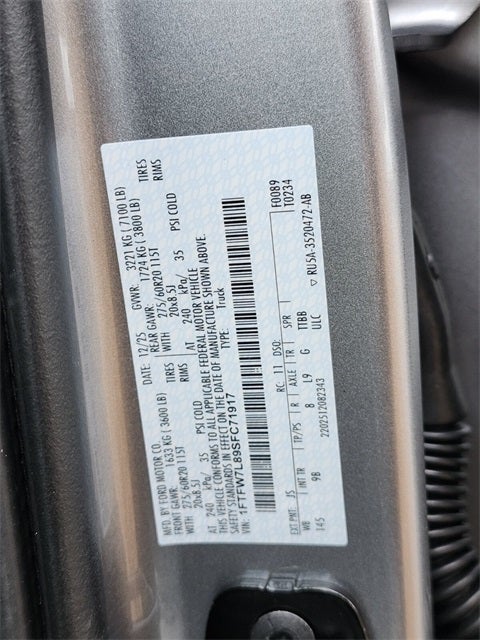 MFD. BY FORD MOTOR CO.
DATE: 12/25 GVWR: 3221 KG (7100 LB)
FRONT GAWR: 1633 KG (3600 LB)
REAR GAWR: 1724 KG (3800 LB)
WITH 275/60R20 115T TIRES
WITH 275/60R20 115T TIRES
20x8.5J RIMS
20x8.5J RIMS
AT 240 kPa/ 35 PSI COLD
AT 240 kPa/ 35 PSI COLD
THIS VEHICLE CONFORMS TO ALL APPLICABLE FEDERAL MOTOR VEHICLE
SAFETY STANDARDS IN EFFECT ON THE DATE OF MANUFACTURE SHOWN ABOVE.
VIN: 1FTFW7L89SFC71917 TYPE: Truck
F0089
T0234
EXT PNT: JS RC: 11 DSO:
WB INT TR TP/PS R AXLE TR SPR
145 9B 8 L9 G TTBB
ULC
2202512082343
▽ RU5A-3520472-AB